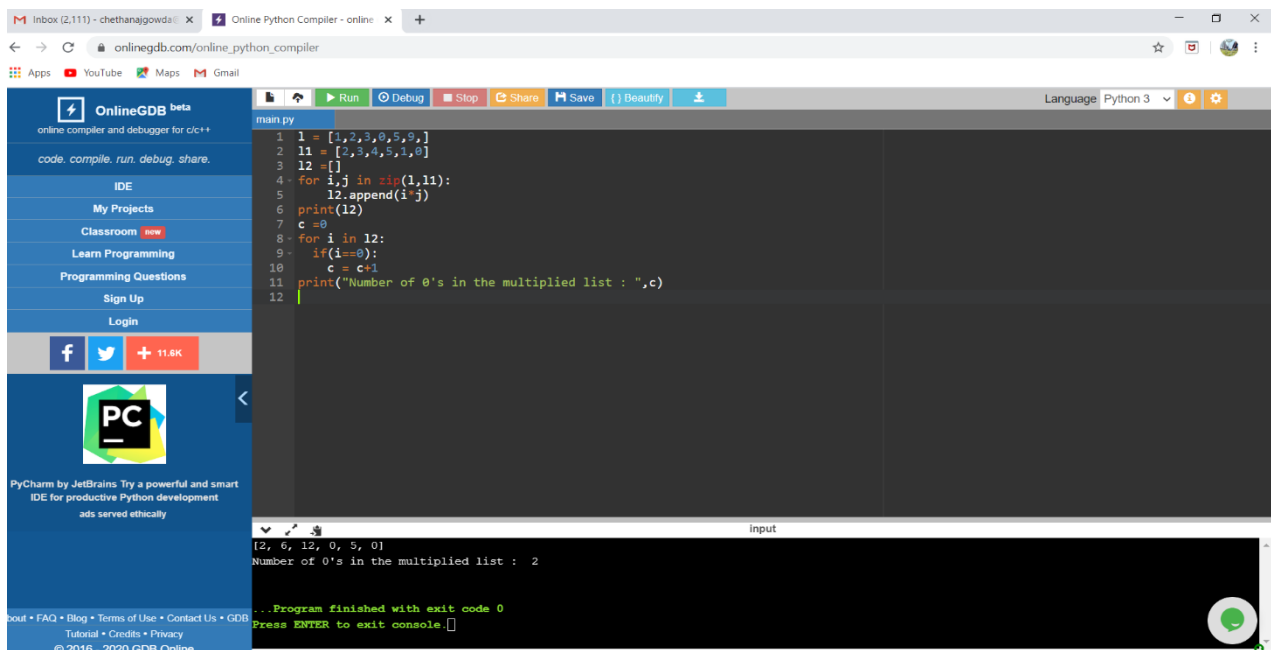 Inbox (2,111) - chethanajgowda
Online Python Compiler - online
onlinegdb.com/online_python_compiler
Apps YouTube Maps Gmail
OnlineGDB beta
online compiler and debugger for c/c++
code. compile. run. debug. share.
IDE
My Projects
Classroom new
Learn Programming
Programming Questions
Sign Up
Login
f + 11.6K
PC
PyCharm by JetBrains Try a powerful and smart
IDE for productive Python development
ads served ethically
bout • FAQ • Blog • Terms of Use • Contact Us • GDB
Tutorial • Credits • Privacy
© 2016 - 2020 GDB Online
Run Debug Stop Share Save { } Beautify
Language Python 3
main.py
1 l = [1,2,3,0,5,9,]
2 l1 = [2,3,4,5,1,0]
3 l2 =[]
4 for i,j in zip(l,l1):
5 l2.append(i*j)
6 print(l2)
7 c =0
8 for i in l2:
9 if(i==0):
10 c = c+1
11 print("Number of 0's in the multiplied list : ",c)
12
input
[2, 6, 12, 0, 5, 0]
Number of 0's in the multiplied list :  2
...Program finished with exit code 0
Press ENTER to exit console.